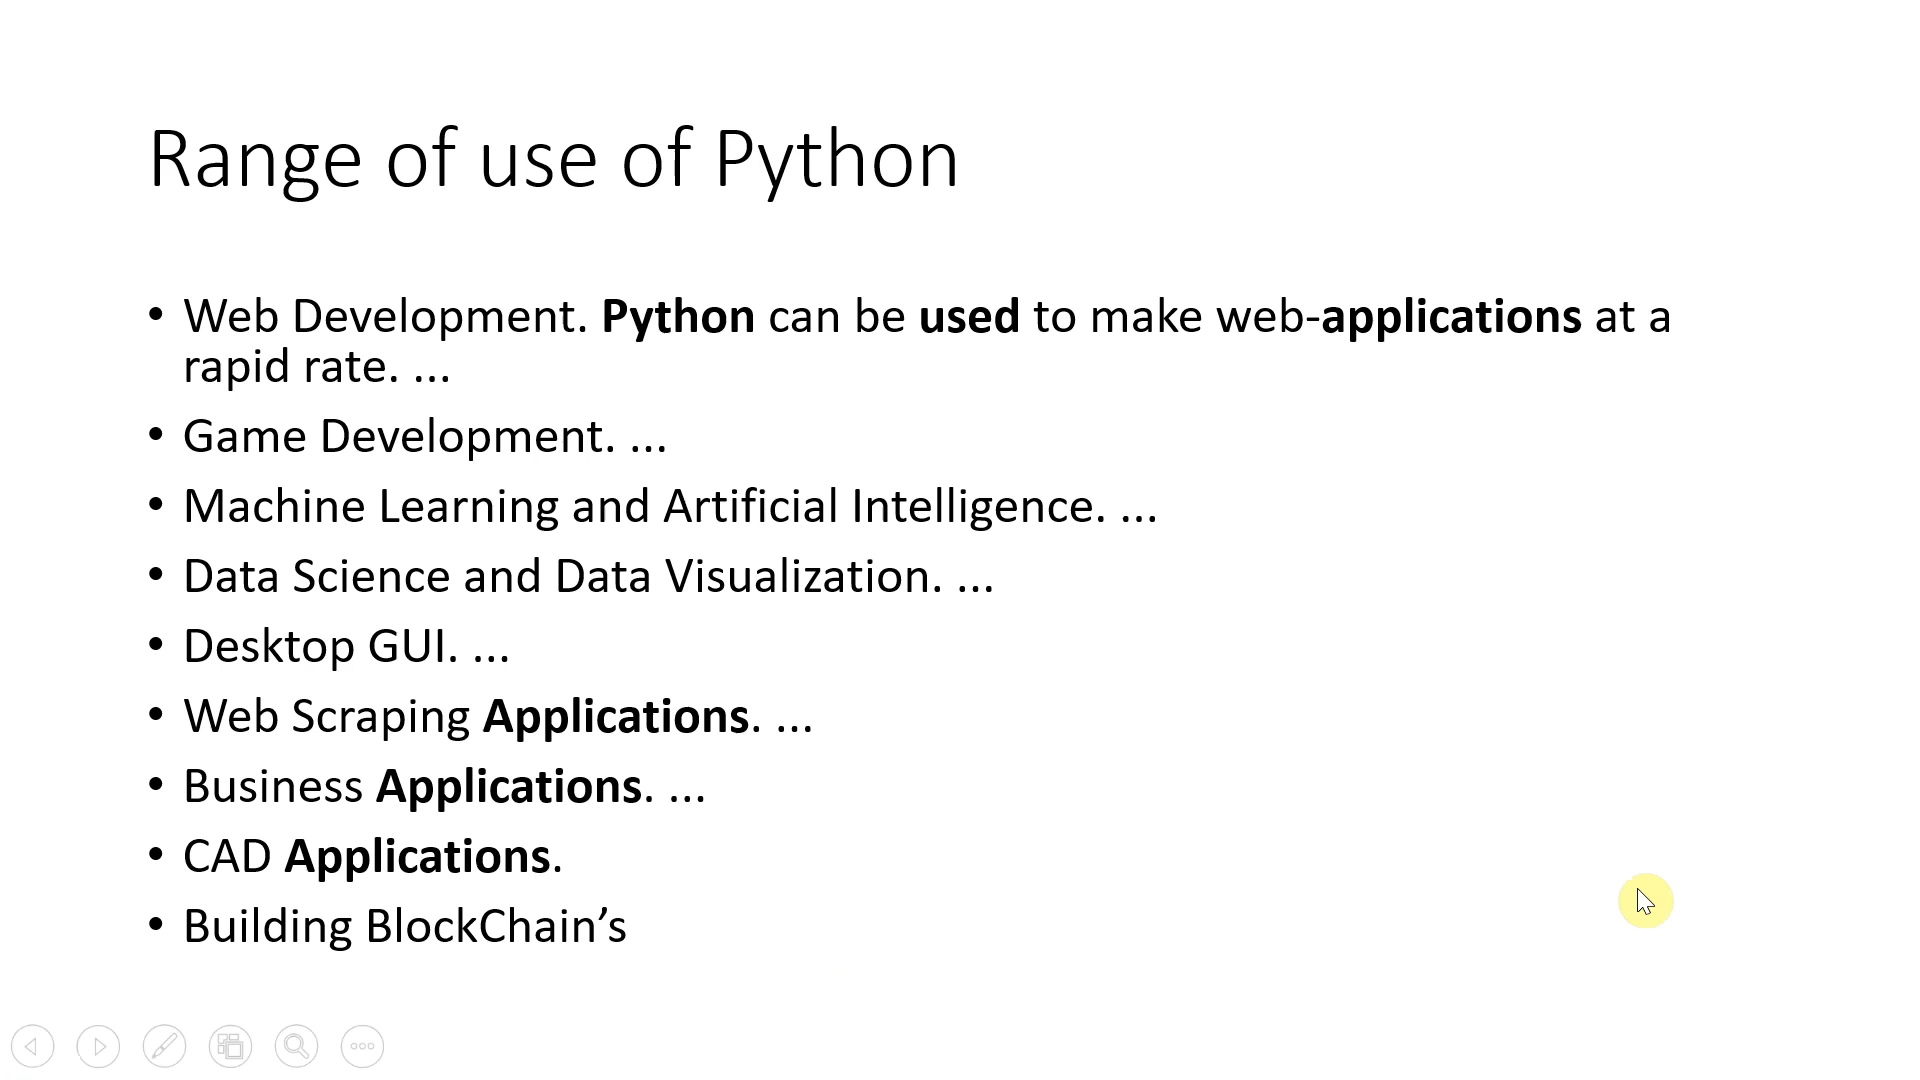 Range of use of Python
• Web Development. Python can be used to make web-applications at a
rapid rate. ...
• Game Development. ...
• Machine Learning and Artificial Intelligence. ...
• Data Science and Data Visualization. ...
• Desktop GUI. ...
• Web Scraping Applications. ...
• Business Applications. ...
• CAD Applications.
• Building BlockChain’s